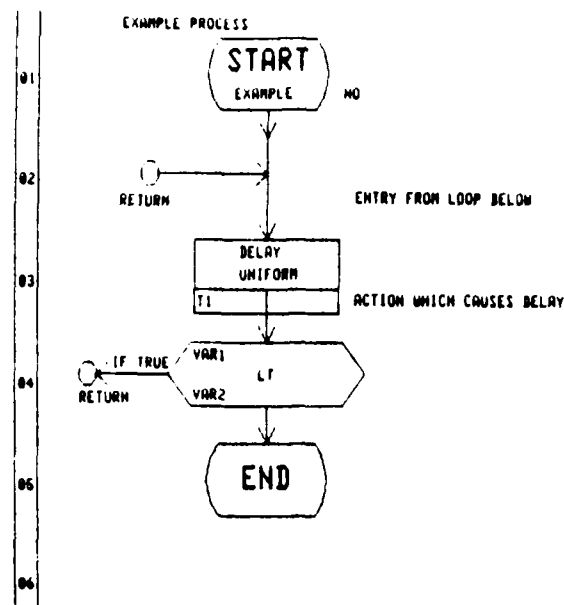 EXAMPLE PROCESS
START
01
EXAMPLE NO
02
RETURN
ENTRY FROM LOOP BELOW
DELAY
UNIFORM
03
T1
ACTION WHICH CAUSES DELAY
VAR1
IF TRUE
LT
04
VAR2
RETURN
END
05
06